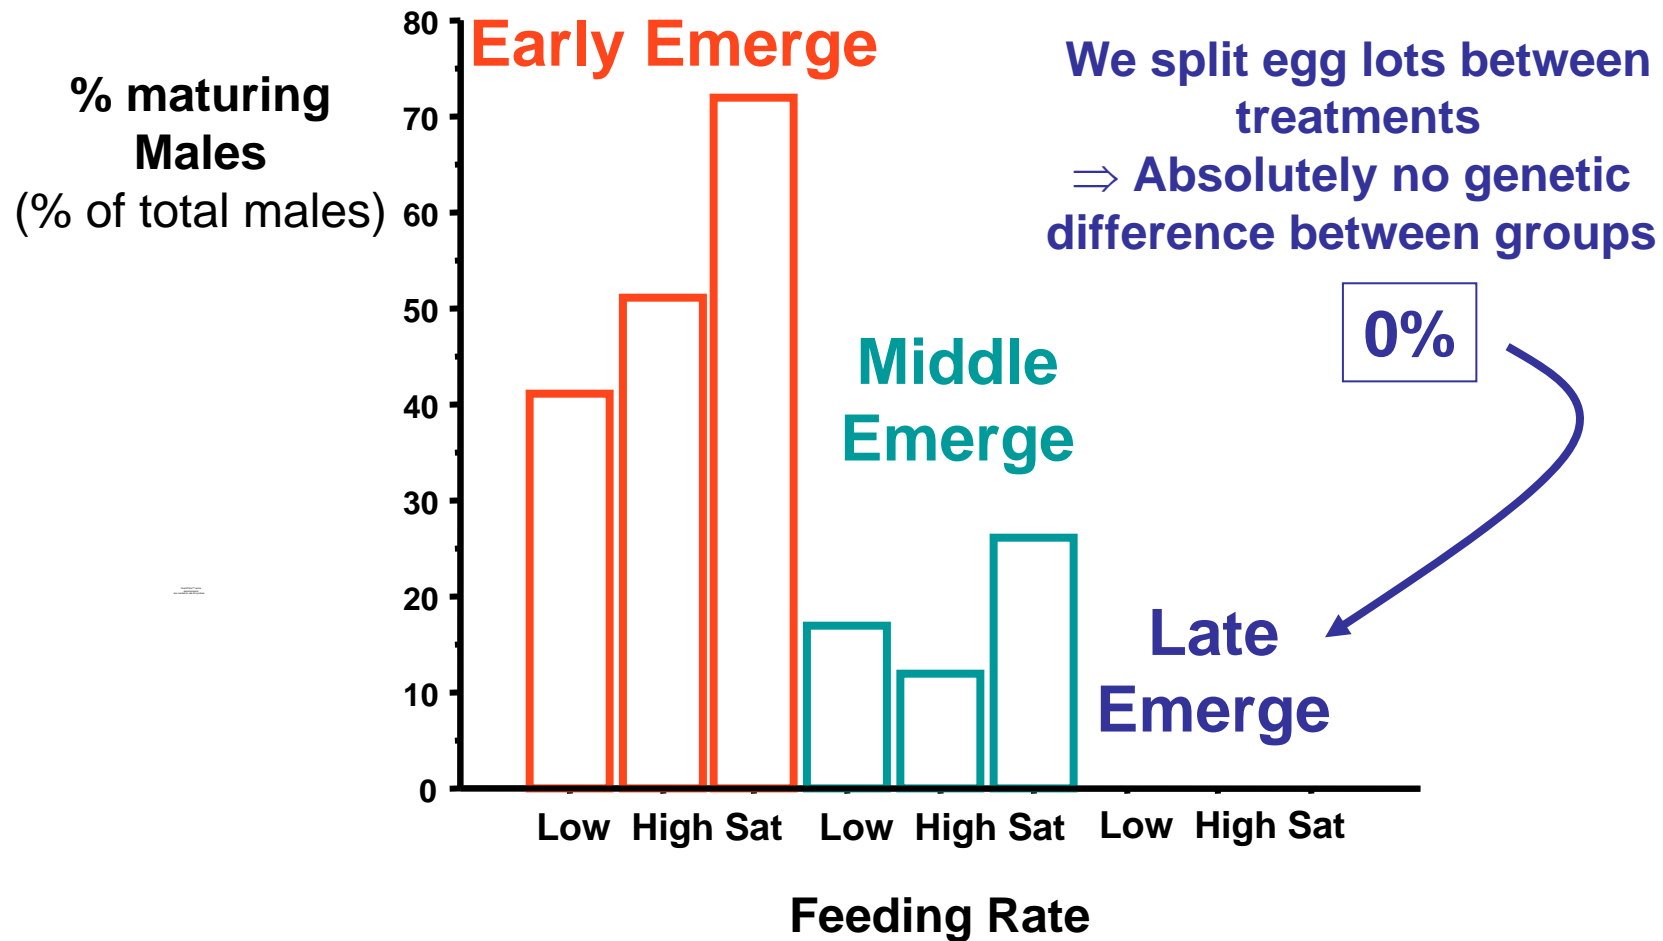 Early Emerge
% maturing
Males
(% of total males)
We split egg lots between
treatments
⇒ Absolutely no genetic
difference between groups
0%
Middle
Emerge
Late
Emerge
80
70
60
50
40
30
20
10
0
Low High Sat Low High Sat Low High Sat
Feeding Rate